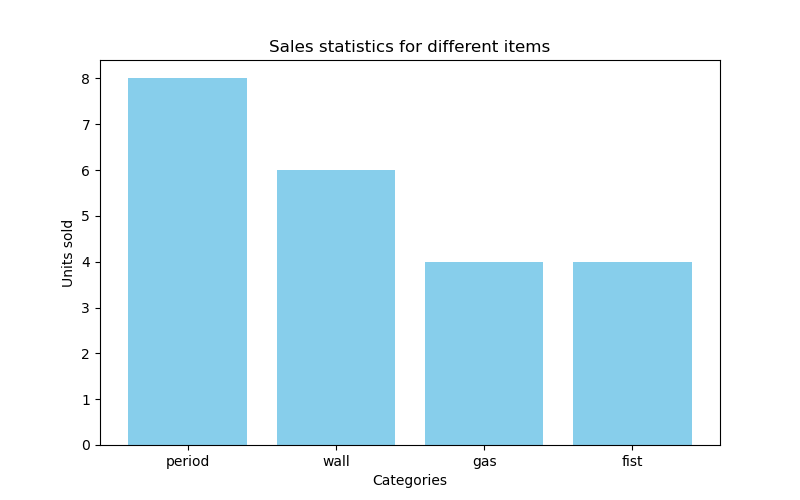 Sales statistics for different items
8
7
6
5
4
3
2
1
0
Units sold
period wall gas fist
Categories